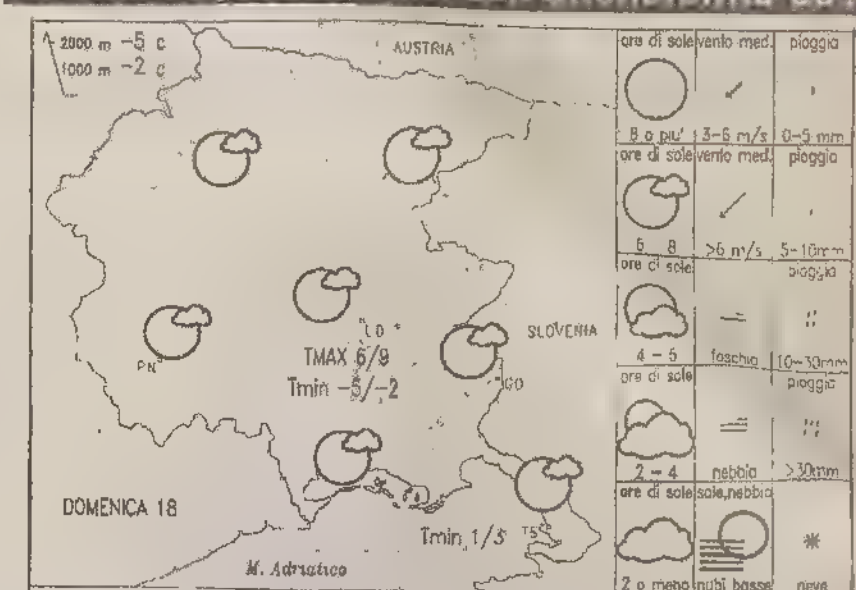 2000 m -5 c
1000 m -2 c
AUSTRIA
SLOVENIA
PN
TMAX 6/9
Tmin -5/-2
GO
DOMENICA 18
Tmin 1/3
TS
M. Adriatico
ore di sole vento med. pioggia
8 o piu' 3-6 m/s 0-5 mm
ore di sole vento med. pioggia
6 - 8 >6 m/s 5-10mm
ore di sole pioggia
4 - 6 foschia 10-30mm
ore di sole pioggia
2 - 4 nebbia >30mm
ore di sole sole,nebbia
2 o meno nubi basse neve